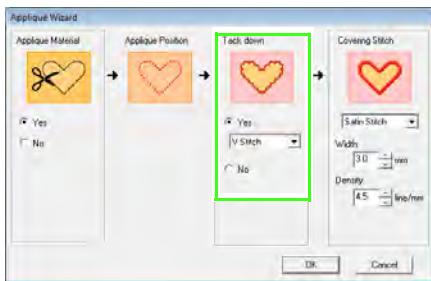 Applique Wizard
Applique Material
Applique Position
Tack down
Covering Stitch
Yes
No
Yes
V Stitch
No
Satin Stitch
Width
3.0 mm
Density
4.5 line/mm
OK
Cancel